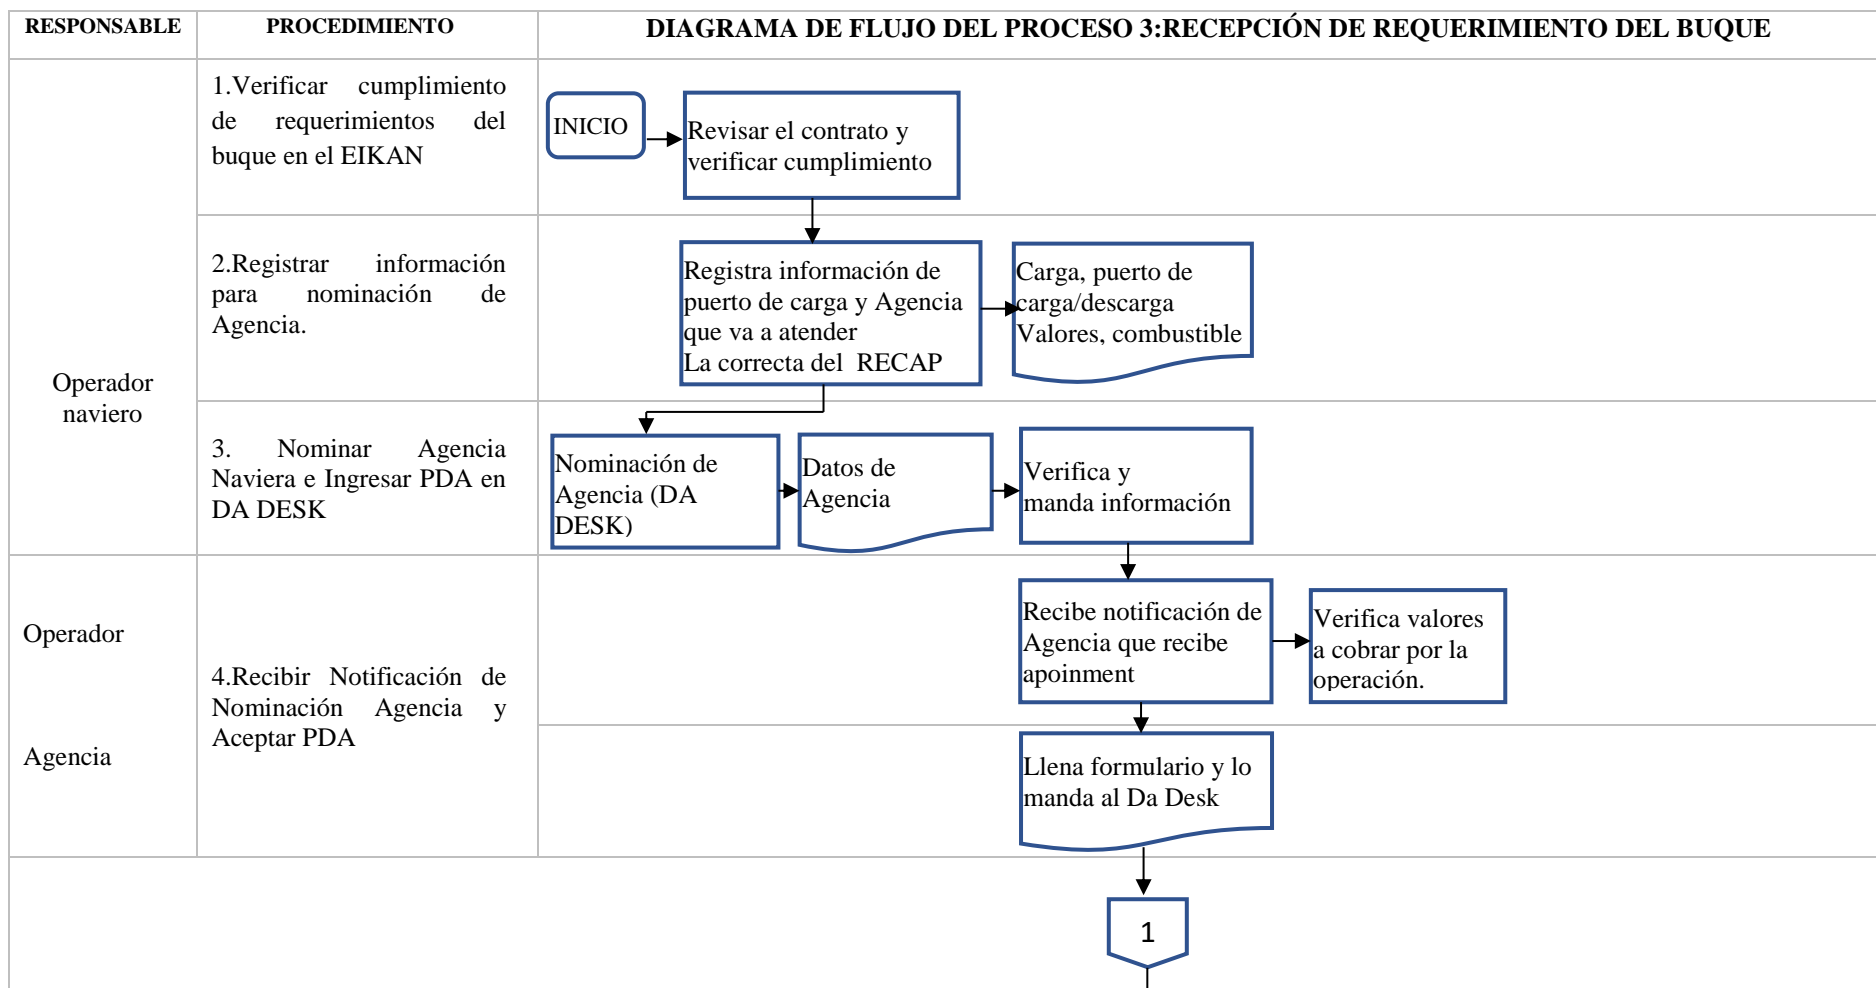 RESPONSABLE
PROCEDIMIENTO
DIAGRAMA DE FLUJO DEL PROCESO 3:RECEPCIÓN DE REQUERIMIENTO DEL BUQUE
Operador
naviero
1.Verificar cumplimiento
de requerimientos del
buque en el EIKAN
INICIO
Revisar el contrato y
verificar cumplimiento
2.Registrar información
para nominación de
Agencia.
Registra información de
puerto de carga y Agencia
que va a atender
La correcta del RECAP
Carga, puerto de
carga/descarga
Valores, combustible
3. Nominar Agencia
Naviera e Ingresar PDA en
DA DESK
Nominación de
Agencia (DA
DESK)
Datos de
Agencia
Verifica y
manda información
Operador
Agencia
4.Recibir Notificación de
Nominación Agencia y
Aceptar PDA
Recibe notificación de
Agencia que recibe
apoinment
Verifica valores
a cobrar por la
operación.
Llena formulario y lo
manda al Da Desk
1